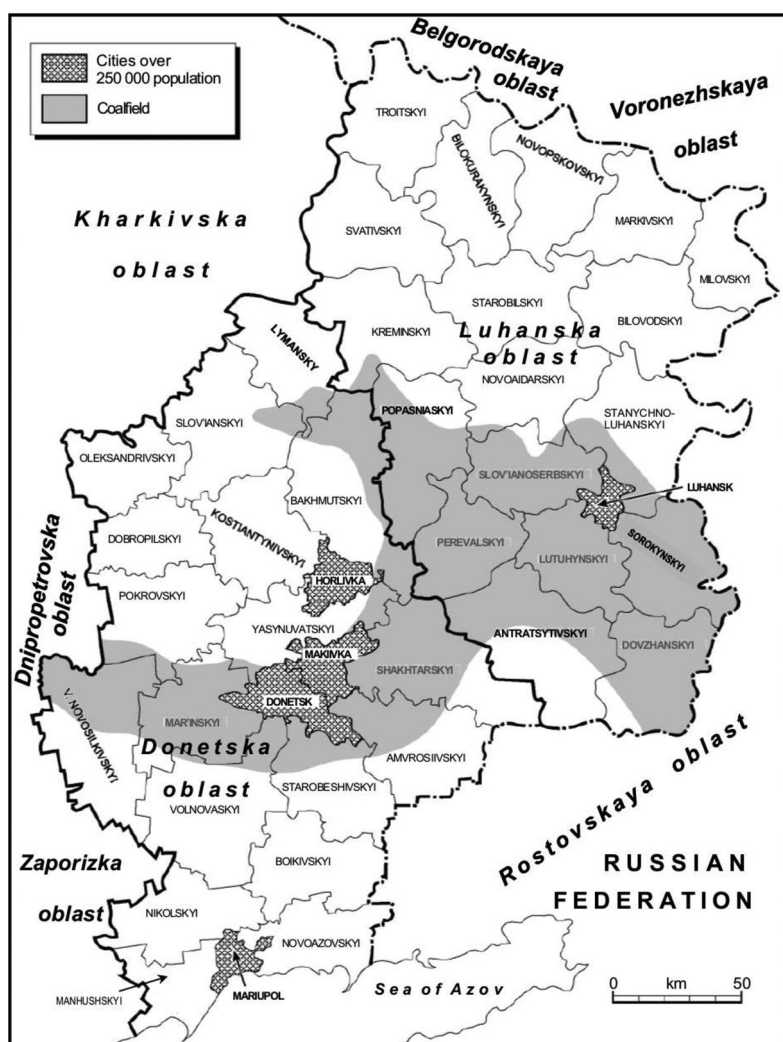 Cities over
250 000 population
Coalfield
Belgorodskaya
oblast
Voronezhskaya
oblast
Kharkivska
oblast
TROITSKYI
BILOKURAKYNSKYI
NOVOPSKOVSKYI
MARKIVSKYI
SVATIVSKYI
MILOVSKYI
STAROBILSKYI
KREMINSKYI
BILOVODSKYI
Luhanska
oblast
LYMANSKY
NOVOAIDARSKYI
POPASNIASKYI
STANYCHNO-
LUHANSKYI
SLOV'IANSKYI
OLEKSANDRIVSKYI
SLOV'IANOSERBSKYI
LUHANSK
BAKHMUTSKYI
KOSTIANTYNIVSKYI
DOBROPILSKYI
PEREVALSKYI
LUTUHYNSKYI
SOROKYNSKYI
Dnipropetrovska
oblast
HORLIVKA
POKROVSKYI
YASYNUVATSKYI
MAKIIVKA
ANTRATSYTIVSKYI
DOVZHANSKYI
SHAKHTARSKYI
DONETSK
V. NOVOSILKIVSKYI
MAR'INSKYI
Donetska
oblast
AMVROSIIVSKYI
STAROBESHIVSKYI
VOLNOVASKYI
Rostovskaya oblast
BOIKIVSKYI
Zaporizka
oblast
RUSSIAN
FEDERATION
NIKOLSKYI
NOVOAZOVSKYI
MANHUSHSKYI
MARIUPOL
Sea of Azov
0 km 50